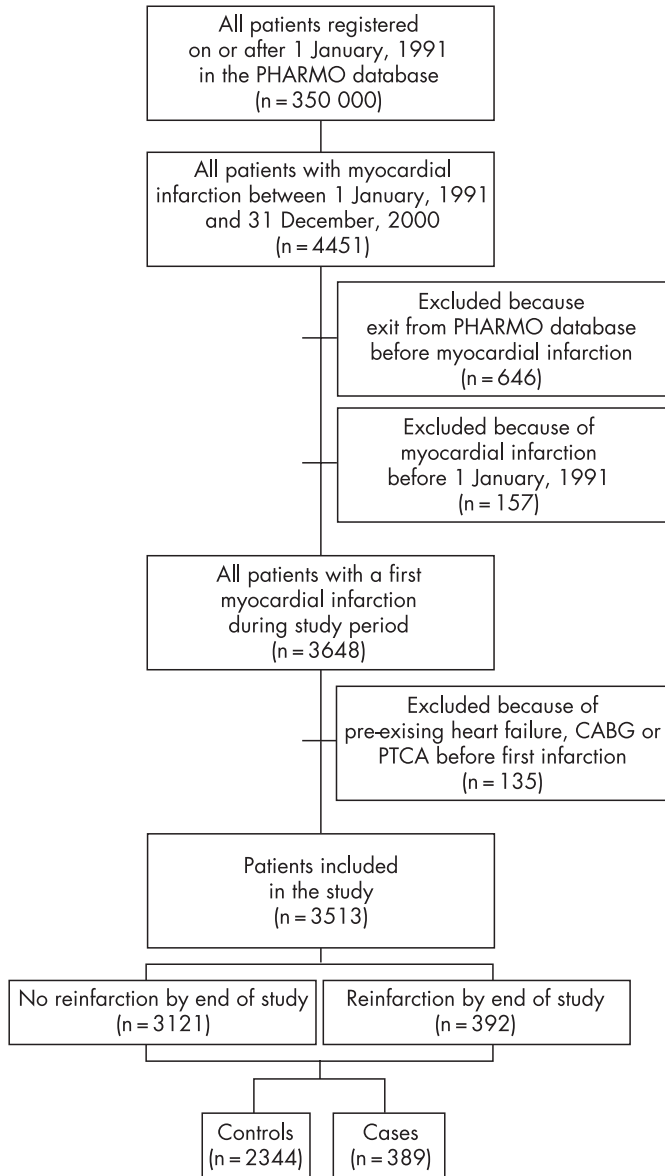 All patients registered
on or after 1 January, 1991
in the PHARMO database
(n = 350 000)
All patients with myocardial
infarction between 1 January, 1991
and 31 December, 2000
(n = 4451)
Excluded because
exit from PHARMO database
before myocardial infarction
(n = 646)
Excluded because of
myocardial infarction
before 1 January, 1991
(n = 157)
All patients with a first
myocardial infarction
during study period
(n = 3648)
Excluded because of
pre-exising heart failure, CABG or
PTCA before first infarction
(n = 135)
Patients included
in the study
(n = 3513)
No reinfarction by end of study
(n = 3121)
Reinfarction by end of study
(n = 392)
Controls
(n = 2344)
Cases
(n = 389)